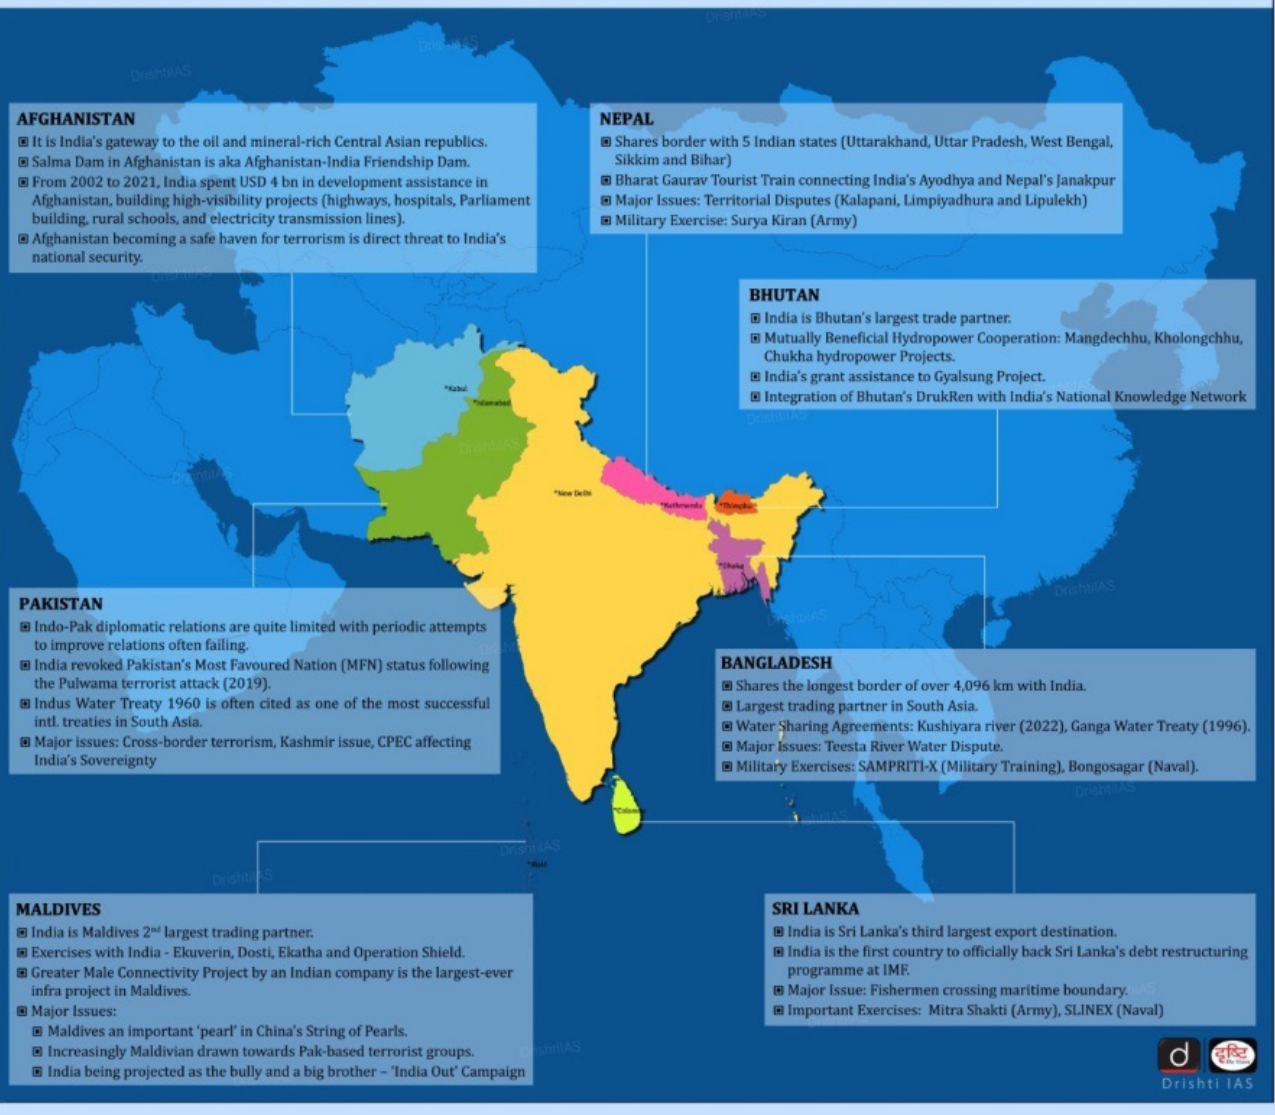 AFGHANISTAN
It is India's gateway to the oil and mineral-rich Central Asian republics.
Salma Dam in Afghanistan is aka Afghanistan-India Friendship Dam.
From 2002 to 2021, India spent USD 4 bn in development assistance in
Afghanistan, building high-visibility projects (highways, hospitals, Parliament
building, rural schools, and electricity transmission lines).
Afghanistan becoming a safe haven for terrorism is direct threat to India's
national security.
NEPAL
Shares border with 5 Indian states (Uttarakhand, Uttar Pradesh, West Bengal,
Sikkim and Bihar)
Bharat Gaurav Tourist Train connecting India's Ayodhya and Nepal's Janakpur
Major Issues: Territorial Disputes (Kalapani, Limpiyadhura and Lipulekh)
Military Exercise: Surya Kiran (Army)
BHUTAN
India is Bhutan's largest trade partner.
Mutually Beneficial Hydropower Cooperation: Mangdechhu, Kholongchhu,
Chukha hydropower Projects.
India's grant assistance to Gyalsung Project.
Integration of Bhutan's DrukRen with India's National Knowledge Network
*Kabul
*Islamabad
*New Delhi
*Kathmandu
*Thimphu
*Dhaka
PAKISTAN
Indo-Pak diplomatic relations are quite limited with periodic attempts
to improve relations often failing.
India revoked Pakistan's Most Favoured Nation (MFN) status following
the Pulwama terrorist attack (2019).
Indus Water Treaty 1960 is often cited as one of the most successful
intl. treaties in South Asia.
Major issues: Cross-border terrorism, Kashmir issue, CPEC affecting
India's Sovereignty
BANGLADESH
Shares the longest border of over 4,096 km with India.
Largest trading partner in South Asia.
Water Sharing Agreements: Kushiyara river (2022), Ganga Water Treaty (1996).
Major Issues: Teesta River Water Dispute.
Military Exercises: SAMPRITI-X (Military Training), Bongosagar (Naval).
*Colombo
*Male
MALDIVES
India is Maldives 2nd largest trading partner.
Exercises with India - Ekuverin, Dosti, Ekatha and Operation Shield.
Greater Male Connectivity Project by an Indian company is the largest-ever
infra project in Maldives.
Major Issues:
Maldives an important 'pearl' in China's String of Pearls.
Increasingly Maldivian drawn towards Pak-based terrorist groups.
India being projected as the bully and a big brother – 'India Out' Campaign
SRI LANKA
India is Sri Lanka's third largest export destination.
India is the first country to officially back Sri Lanka's debt restructuring
programme at IMF.
Major Issue: Fishermen crossing maritime boundary.
Important Exercises: Mitra Shakti (Army), SLINEX (Naval)
d
दृष्टि
The Vision
Drishti IAS